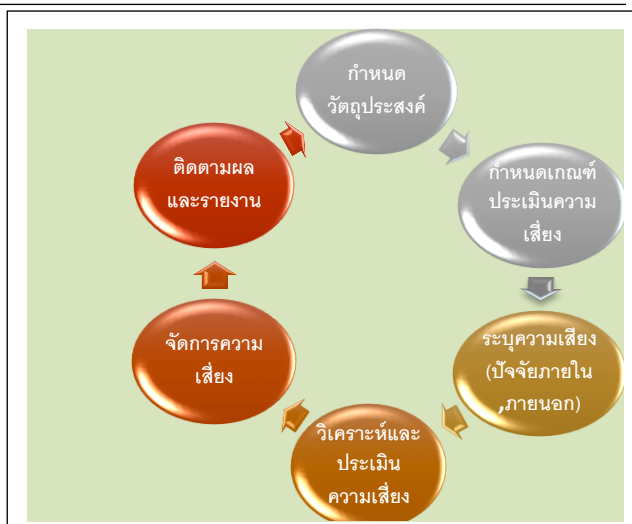 กำหนด
วัตถุประสงค์
กำหนดเกณฑ์
ประเมินความ
เสี่ยง
ระบุความเสียง
(ปัจจัยภายใน
,ภายนอก)
วิเคราะห์และ
ประเมิน
ความเสี่ยง
จัดการความ
เสี่ยง
ติดตามผล
และรายงาน